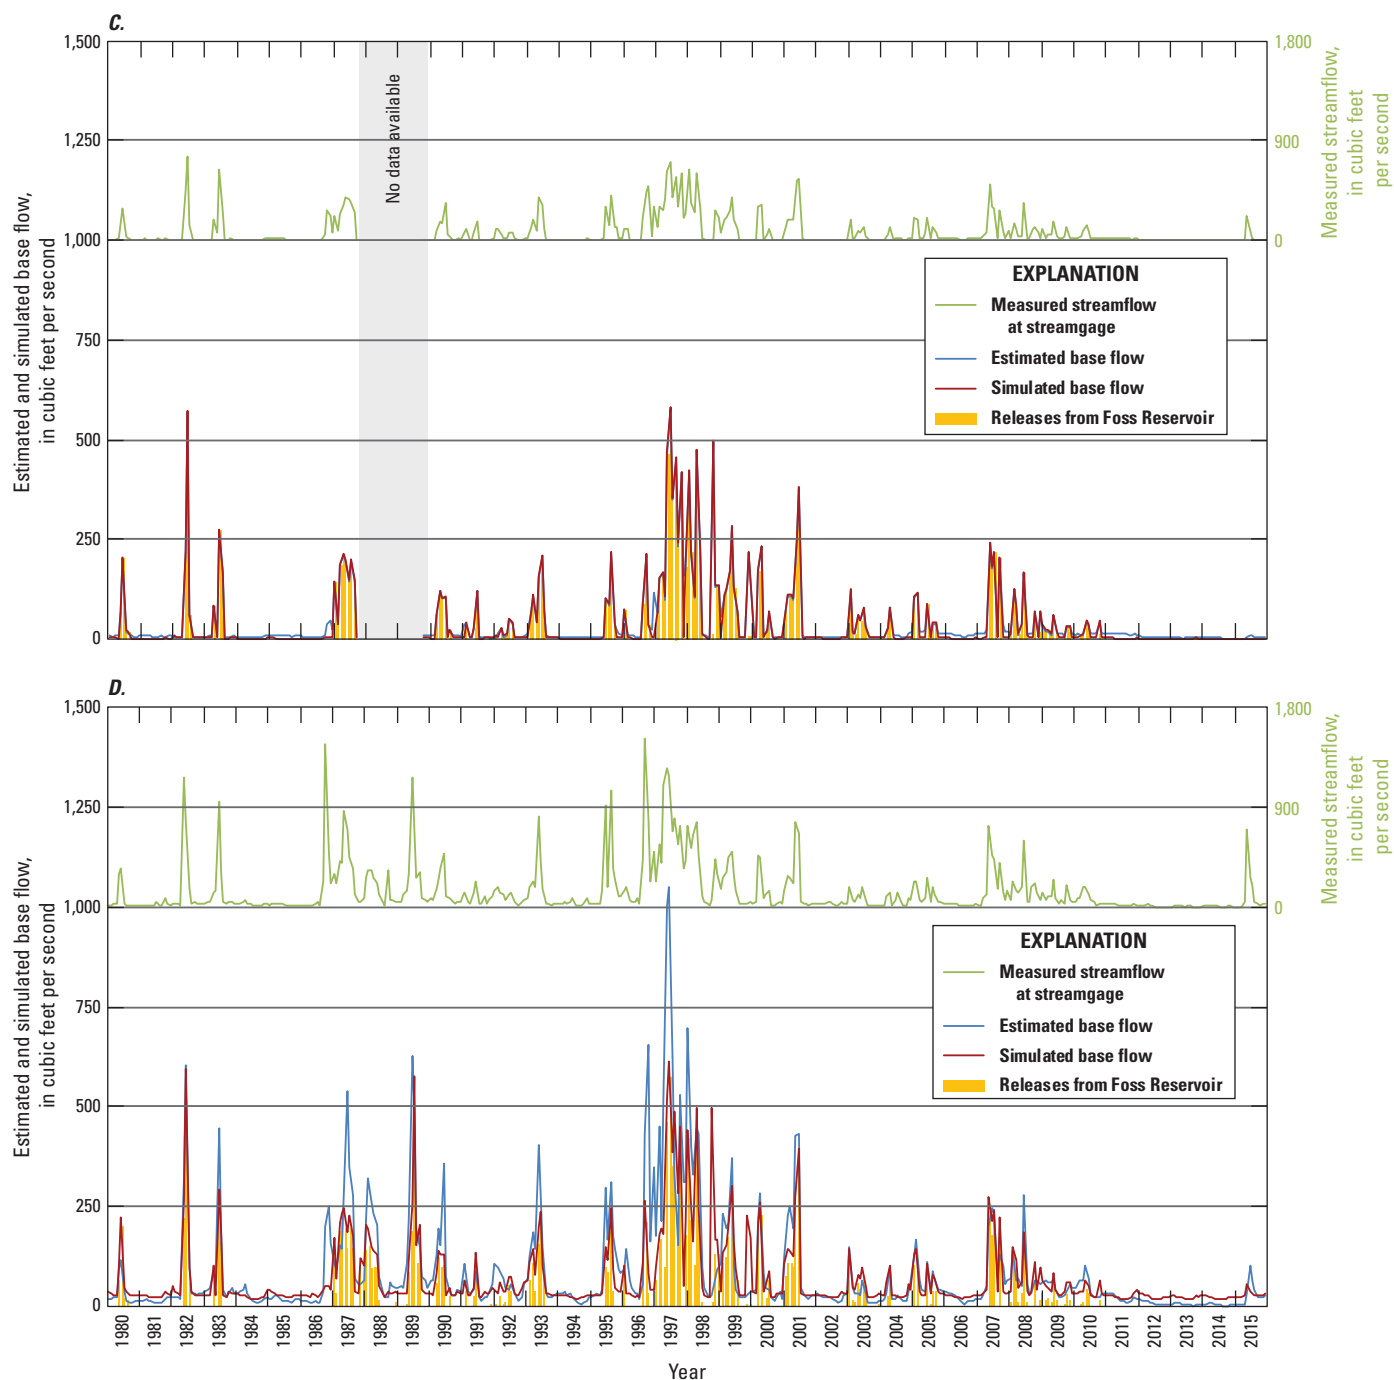 C.
1,500
1,250
1,000
750
500
250
0
Estimated and simulated base flow,
in cubic feet per second
No data available
1,800
900
0
Measured streamflow,
in cubic feet
per second
EXPLANATION
Measured streamflow
at streamgage
Estimated base flow
Simulated base flow
Releases from Foss Reservoir
D.
1,500
1,250
1,000
750
500
250
0
Estimated and simulated base flow,
in cubic feet per second
1,800
900
0
Measured streamflow,
in cubic feet
per second
EXPLANATION
Measured streamflow
at streamgage
Estimated base flow
Simulated base flow
Releases from Foss Reservoir
1980
1981
1982
1983
1984
1985
1986
1987
1988
1989
1990
1991
1992
1993
1994
1995
1996
1997
1998
1999
2000
2001
2002
2003
2004
2005
2006
2007
2008
2009
2010
2011
2012
2013
2014
2015
Year